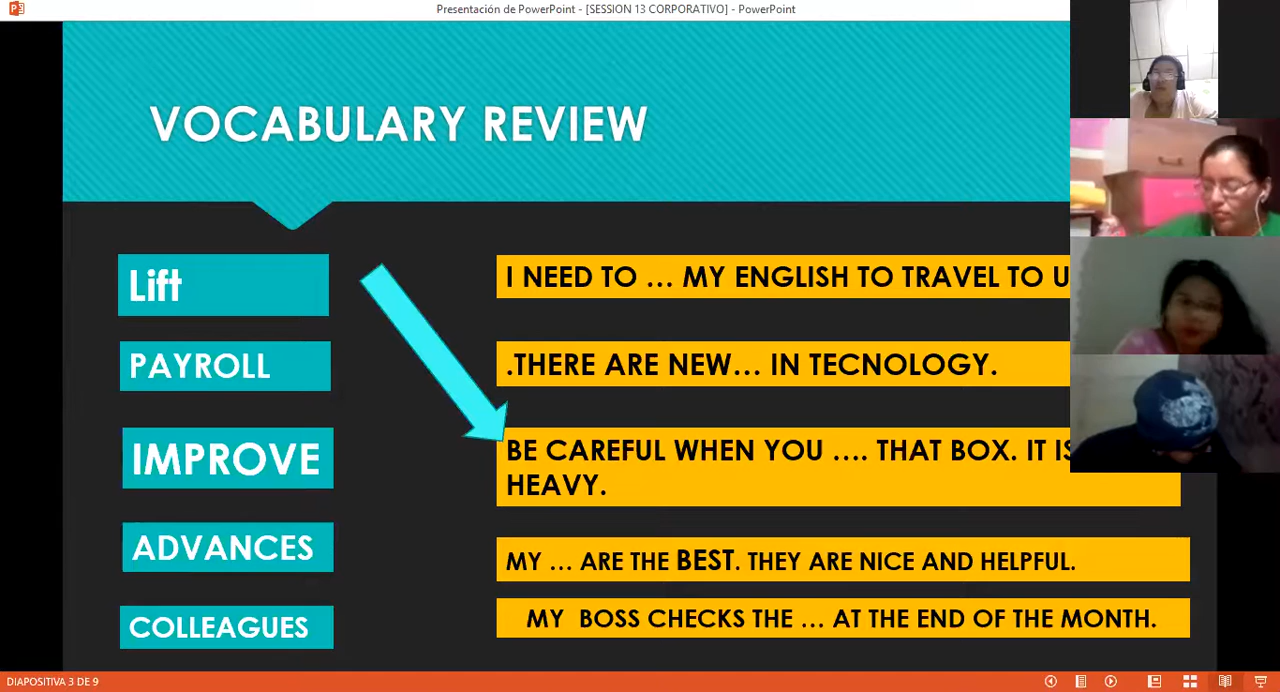 Presentación de PowerPoint - [SESSION 13 CORPORATIVO] - PowerPoint
VOCABULARY REVIEW
Lift
I NEED TO … MY ENGLISH TO TRAVEL TO U
PAYROLL
.THERE ARE NEW… IN TECNOLOGY.
IMPROVE
BE CAREFUL WHEN YOU …. THAT BOX. IT IS
HEAVY.
ADVANCES
MY … ARE THE BEST. THEY ARE NICE AND HELPFUL.
COLLEAGUES
MY BOSS CHECKS THE … AT THE END OF THE MONTH.
DIAPOSITIVA 3 DE 9